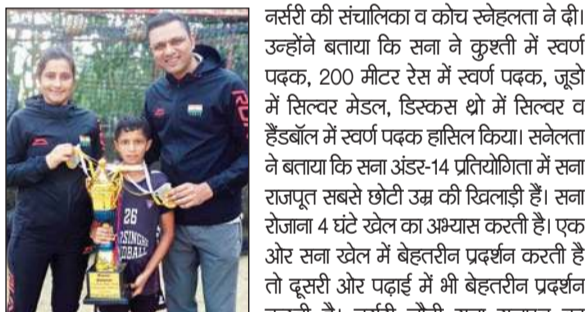 नर्सरी की संचालिका व कोच स्नेहलता ने दी।
उन्होंने बताया कि सना ने कुश्ती में स्वर्ण
पदक, 200 मीटर रेस में स्वर्ण पदक, जूडो
में सिल्वर मेडल, डिस्कस थ्रो में सिल्वर व
हैंडबॉल में स्वर्ण पदक हासिल किया। सनेलता
ने बताया कि सना अंडर-14 प्रतियोगिता में सना
राजपूत सबसे छोटी उम्र की खिलाड़ी हैं। सना
रोजाना 4 घंटे खेल का अभ्यास करती है। एक
ओर सना खेल में बेहतरीन प्रदर्शन करती है
तो दूसरी ओर पढ़ाई में भी बेहतरीन प्रदर्शन
26